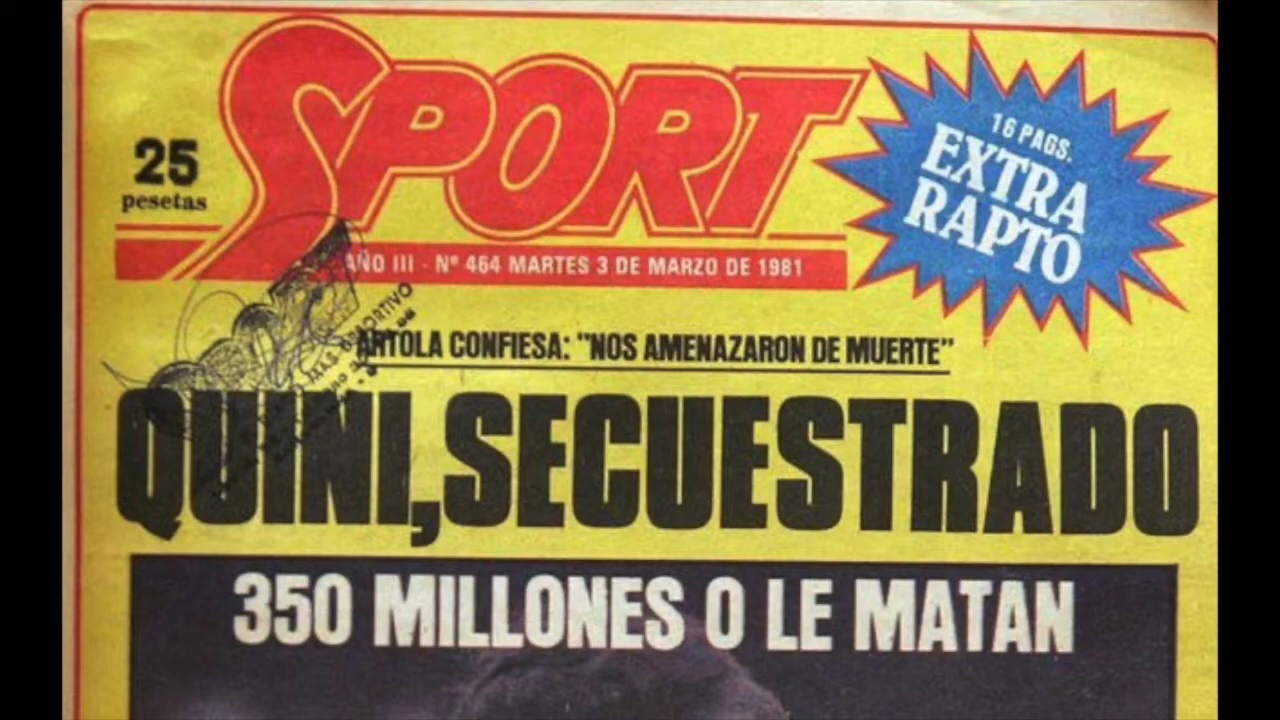 SPORT
25
pesetas
16 PAGS.
EXTRA
RAPTO
AÑO III - Nº 464 MARTES 3 DE MARZO DE 1981
ARTOLA CONFIESA: "NOS AMENAZARON DE MUERTE"
QUINI, SECUESTRADO
350 MILLONES O LE MATAN